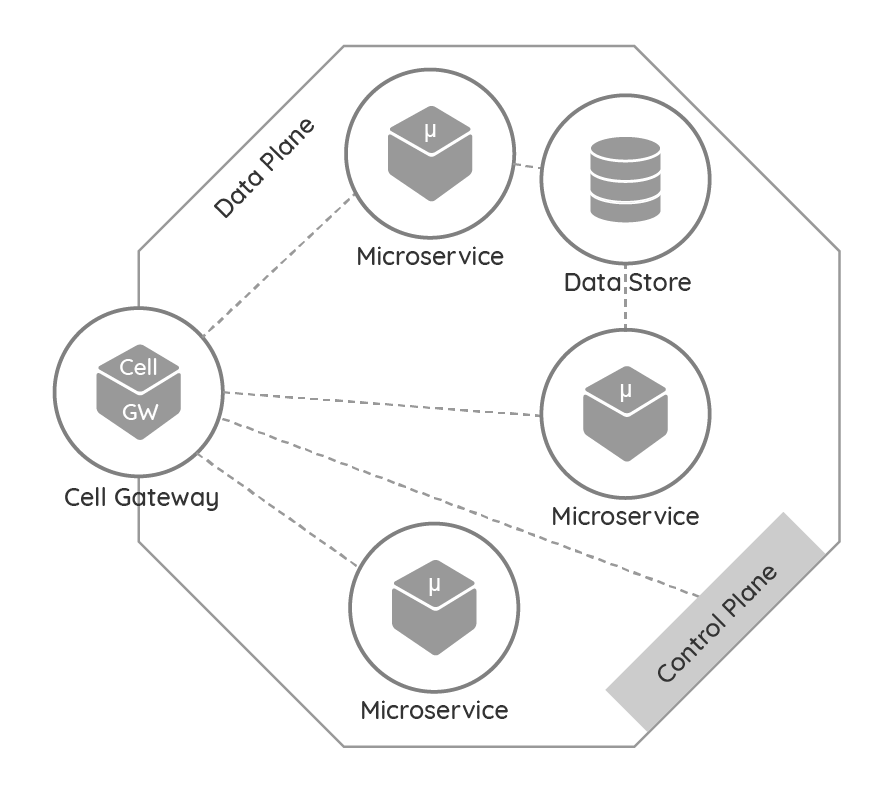 Data Plane
μ
Microservice
Data Store
Cell
GW
Cell Gateway
μ
Microservice
μ
Microservice
Control Plane